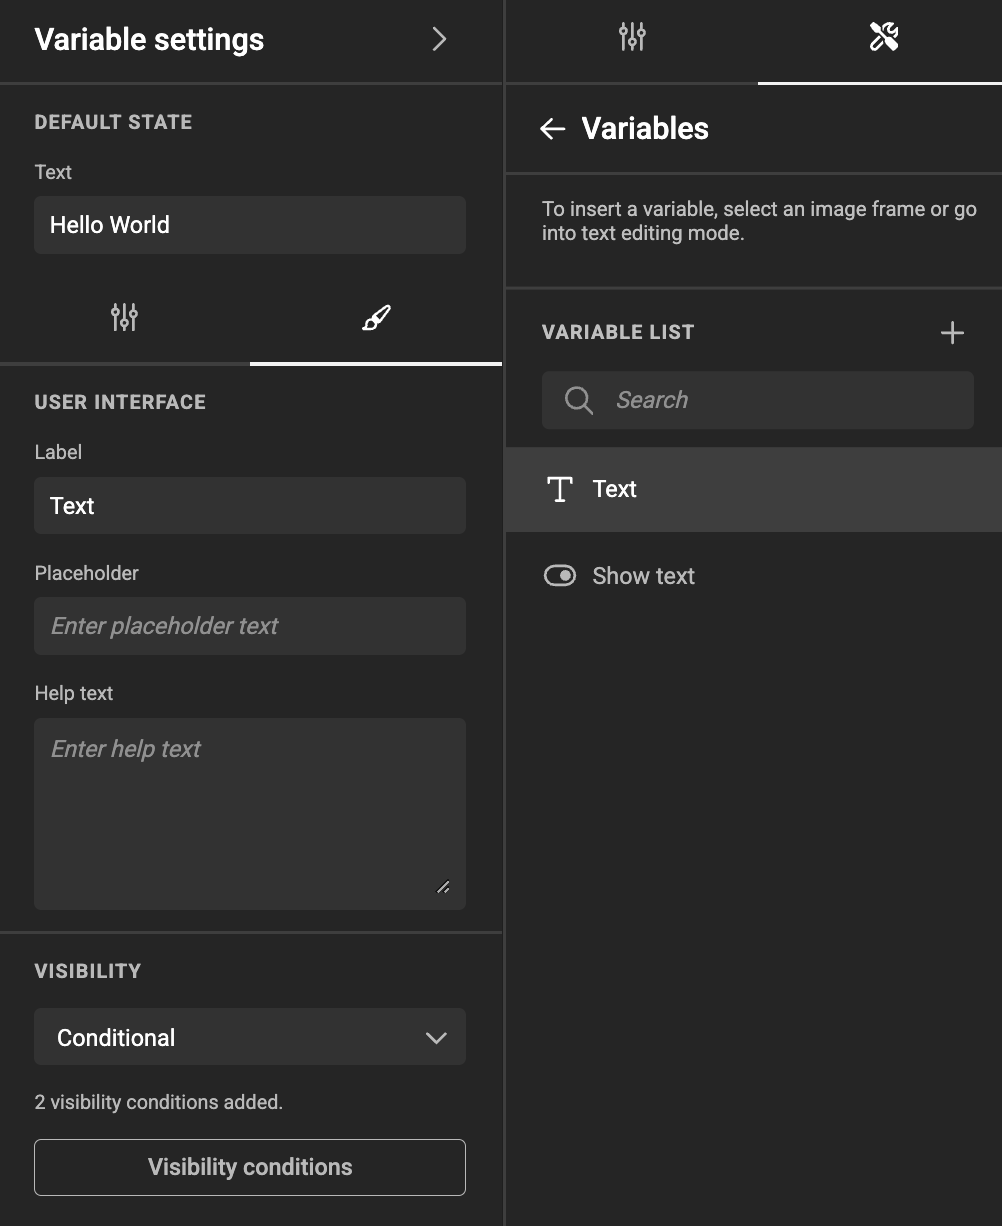 Variable settings
DEFAULT STATE
Text
Hello World
USER INTERFACE
Label
Text
Placeholder
Enter placeholder text
Help text
Enter help text
VISIBILITY
Conditional
2 visibility conditions added.
Visibility conditions
Variables
To insert a variable, select an image frame or go
into text editing mode.
VARIABLE LIST
Search
Text
Show text